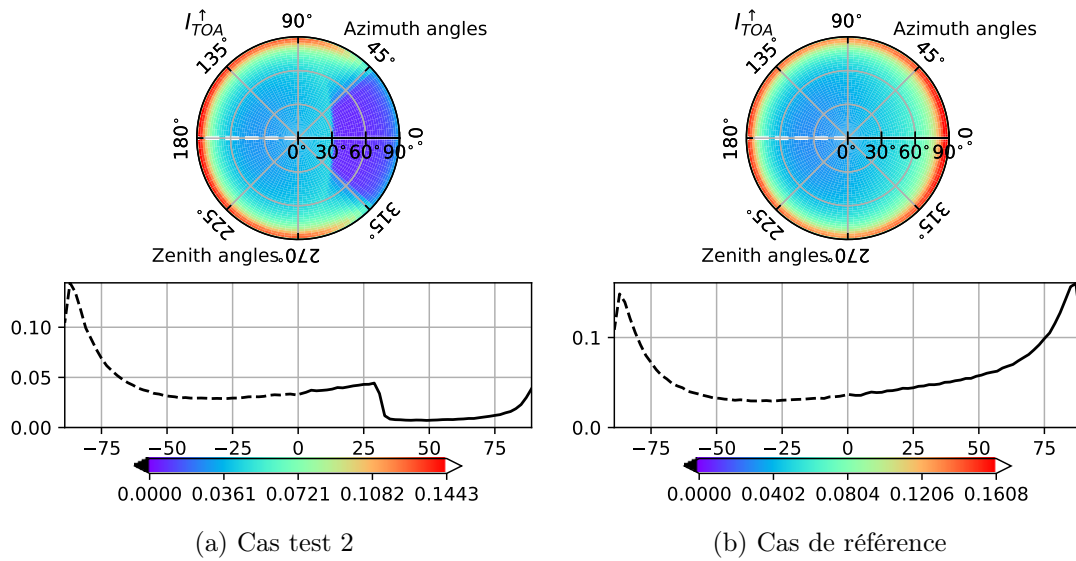 I↑TOA
90°
Azimuth angles
135°
45°
180°
0°
0° 30° 60° 90°
225°
315°
Zenith angles
270°
0.10
0.05
0.00
−75 −50 −25 0 25 50 75
0.0000 0.0361 0.0721 0.1082 0.1443
(a) Cas test 2
I↑TOA
90°
Azimuth angles
135°
45°
180°
0°
0° 30° 60° 90°
225°
315°
Zenith angles
270°
0.1
0.0
−75 −50 −25 0 25 50 75
0.0000 0.0402 0.0804 0.1206 0.1608
(b) Cas de référence